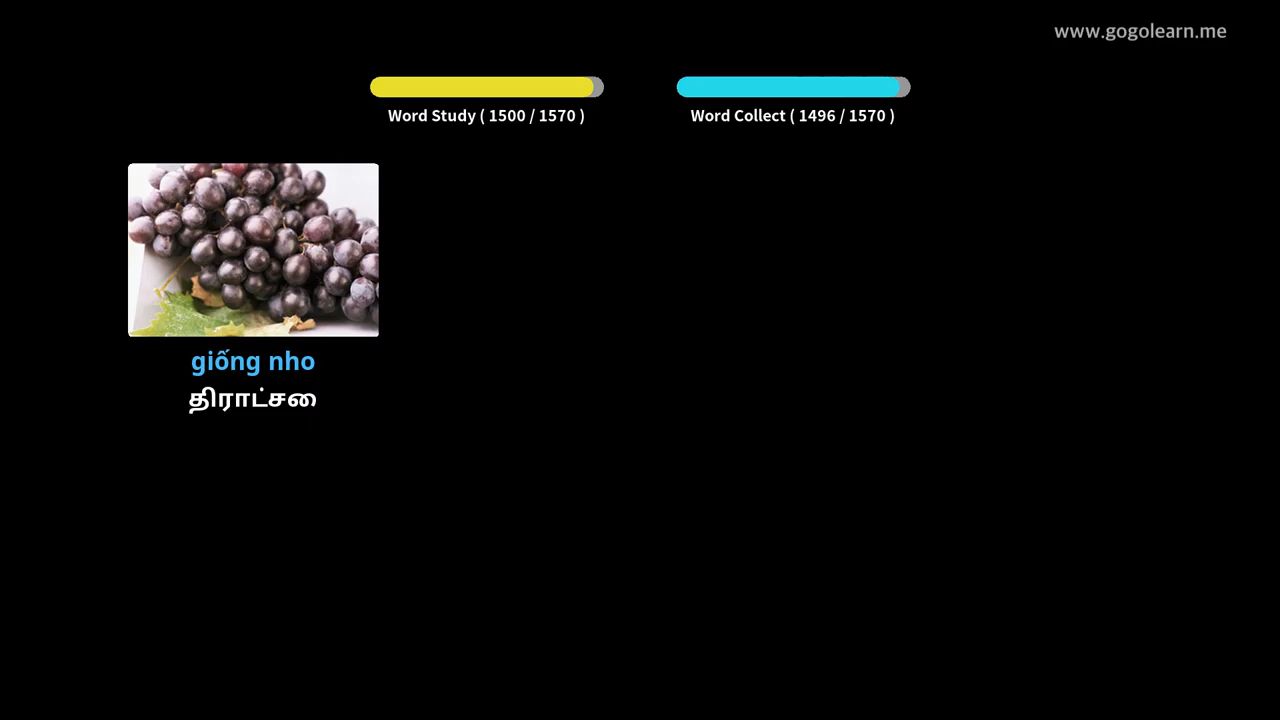 www.gogolearn.me
Word Study ( 1500 / 1570 )
Word Collect ( 1496 / 1570 )
giống nho
திராட்சை